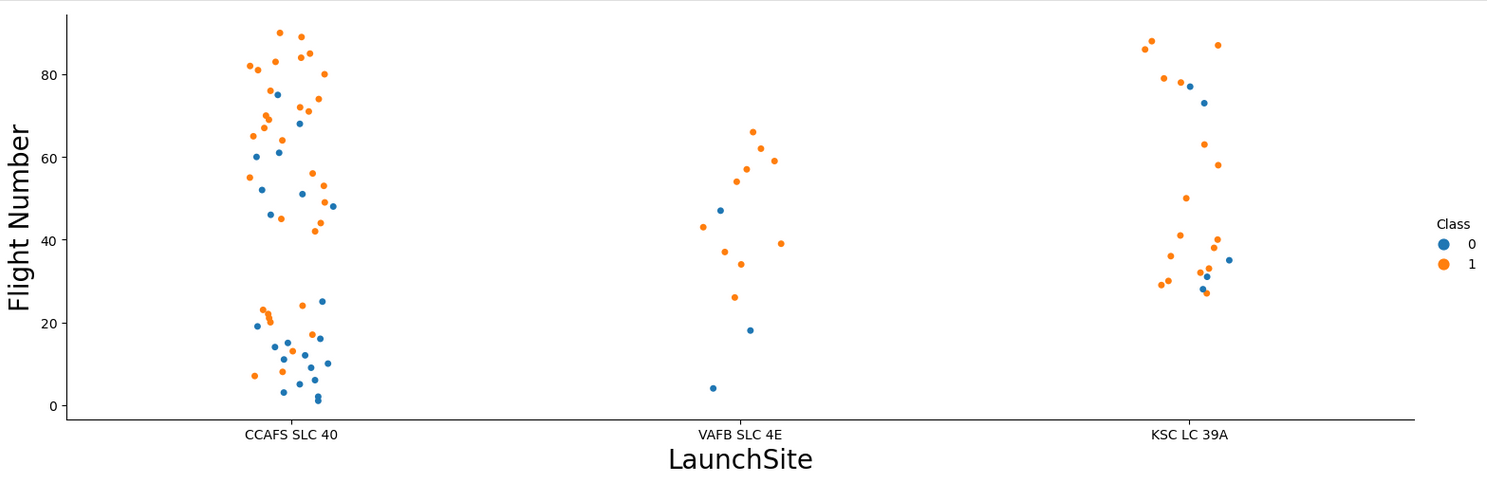 Flight Number
80
60
40
20
0
CCAFS SLC 40
VAFB SLC 4E
KSC LC 39A
LaunchSite
Class
0
1